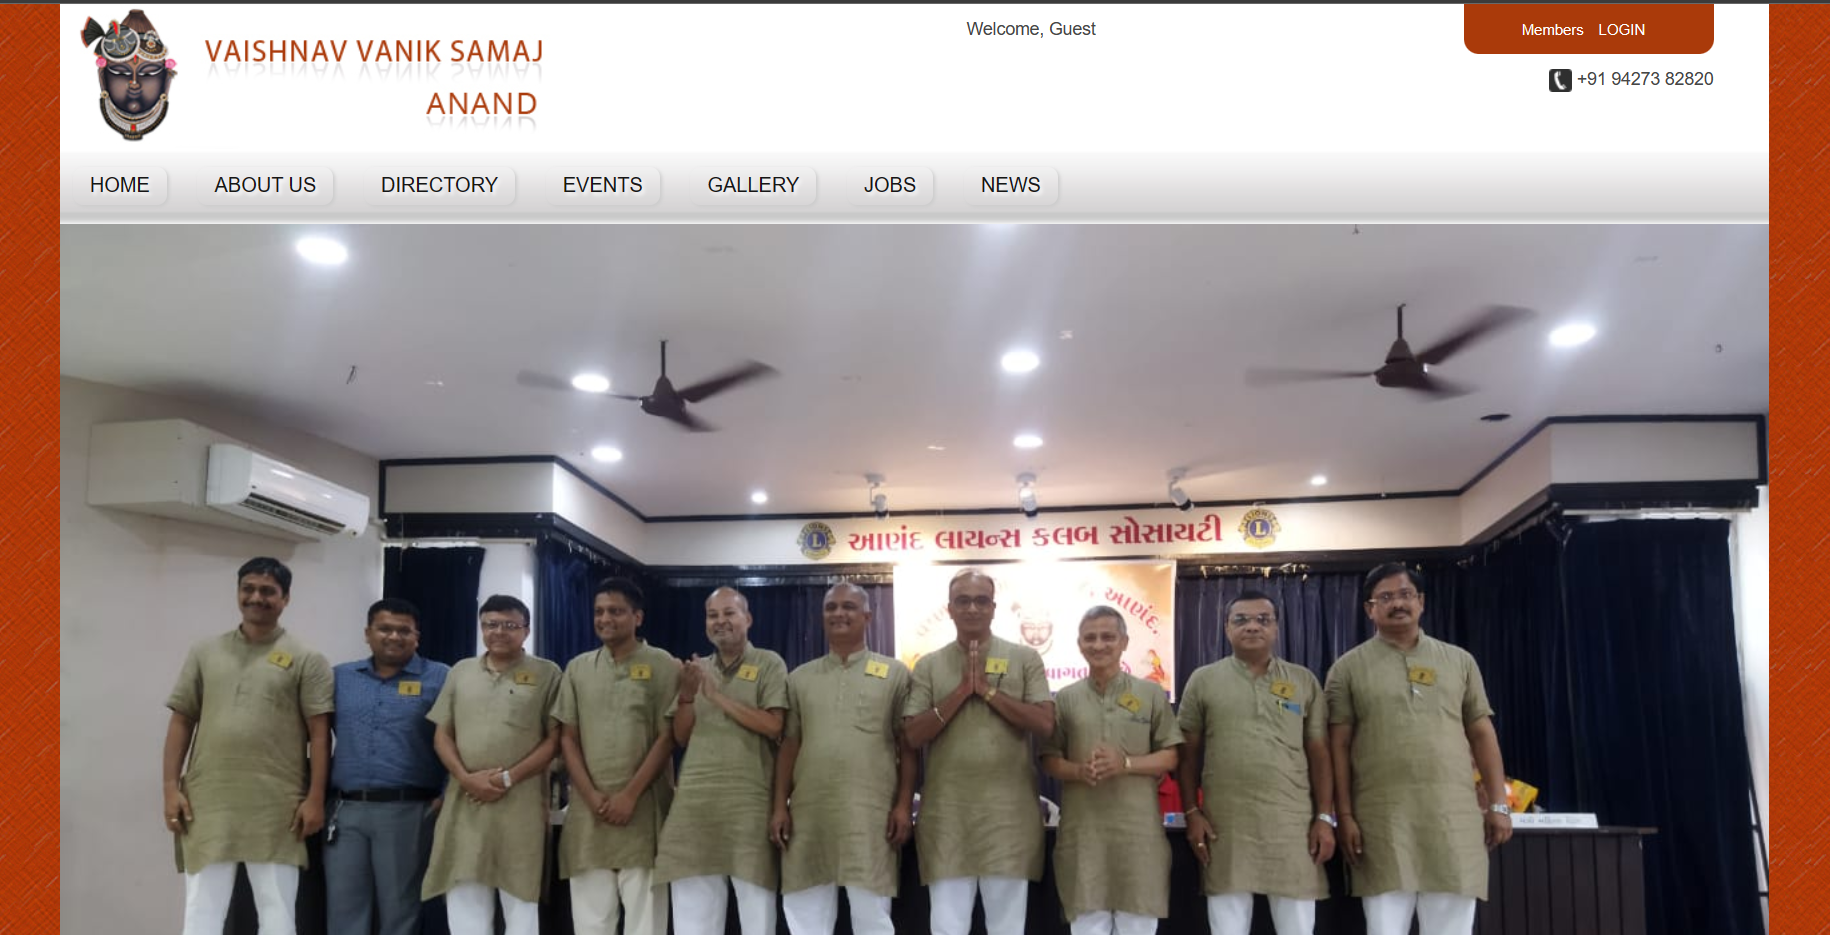 VAISHNAV VANIK SAMAJ
ANAND
Welcome, Guest
Members LOGIN
+91 94273 82820
HOME ABOUT US DIRECTORY EVENTS GALLERY JOBS NEWS
આણંદ લાયન્સ કલબ સોસાયટી
આણંદ.